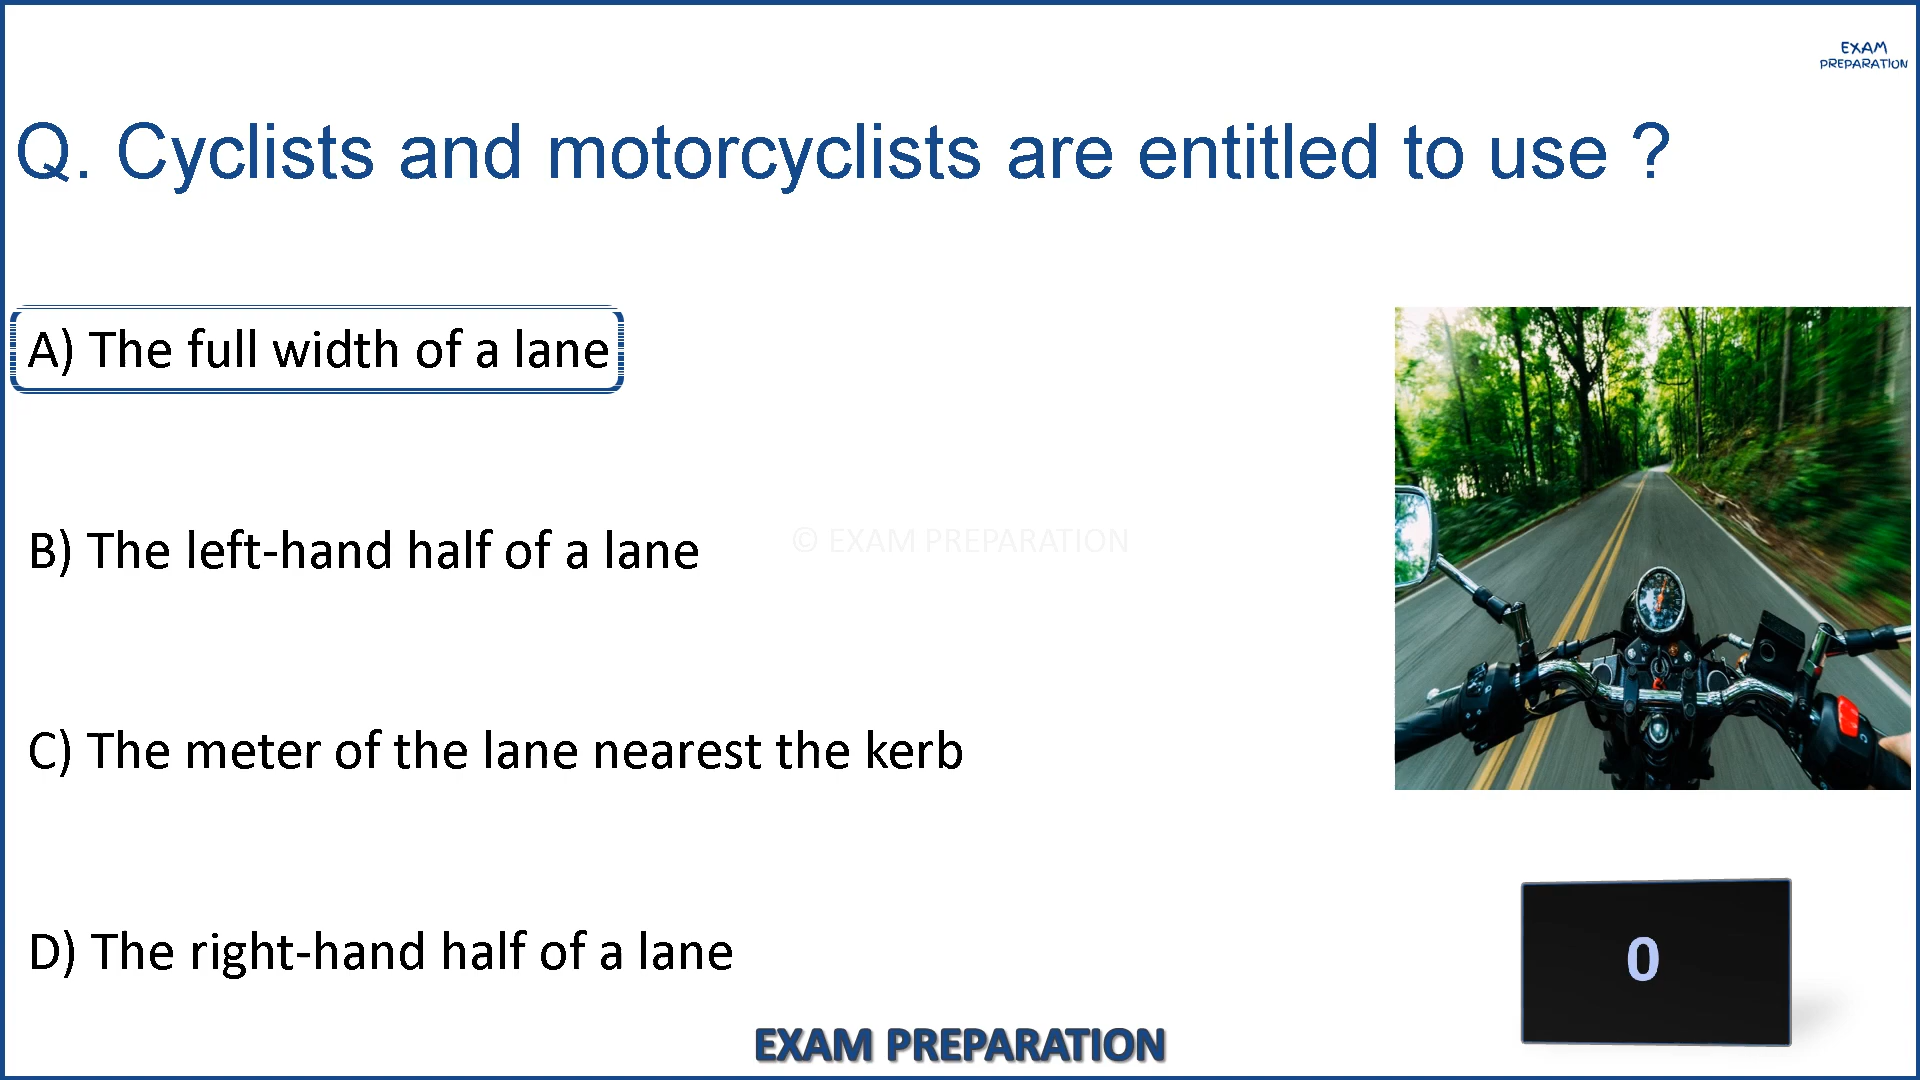 EXAM
PREPARATION
Q. Cyclists and motorcyclists are entitled to use ?
A) The full width of a lane
B) The left-hand half of a lane
© EXAM PREPARATION
C) The meter of the lane nearest the kerb
D) The right-hand half of a lane
0
EXAM PREPARATION